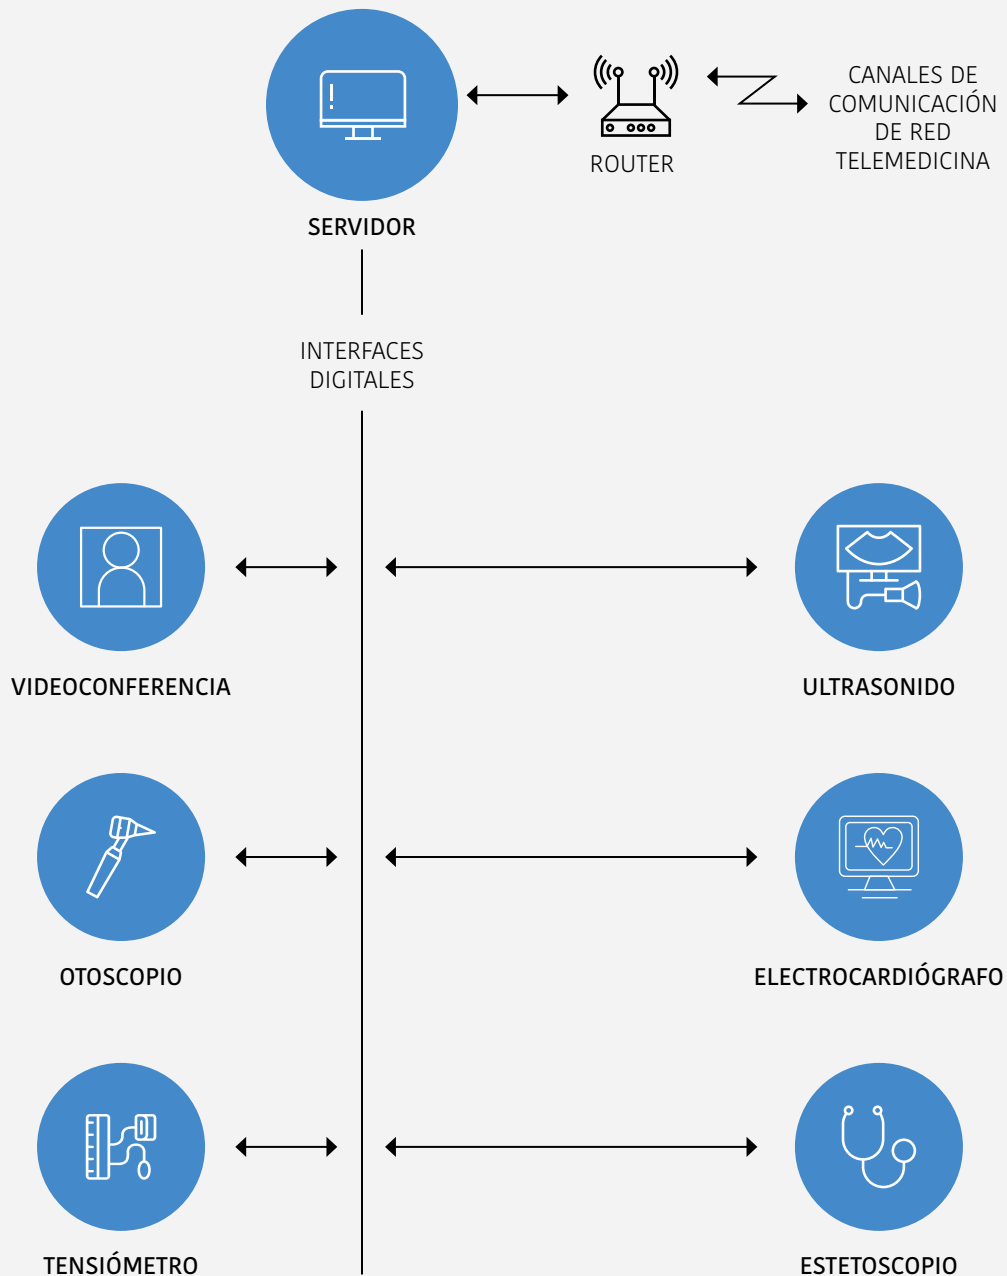 CANALES DE
COMUNICACIÓN
DE RED
TELEMEDICINA
ROUTER
SERVIDOR
INTERFACES
DIGITALES
VIDEOCONFERENCIA
ULTRASONIDO
OTOSCOPIO
ELECTROCARDIÓGRAFO
TENSIÓMETRO
ESTETOSCOPIO